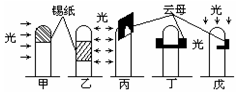 锡纸 云母
光 光 光 光
甲 乙 丙 丁 戊